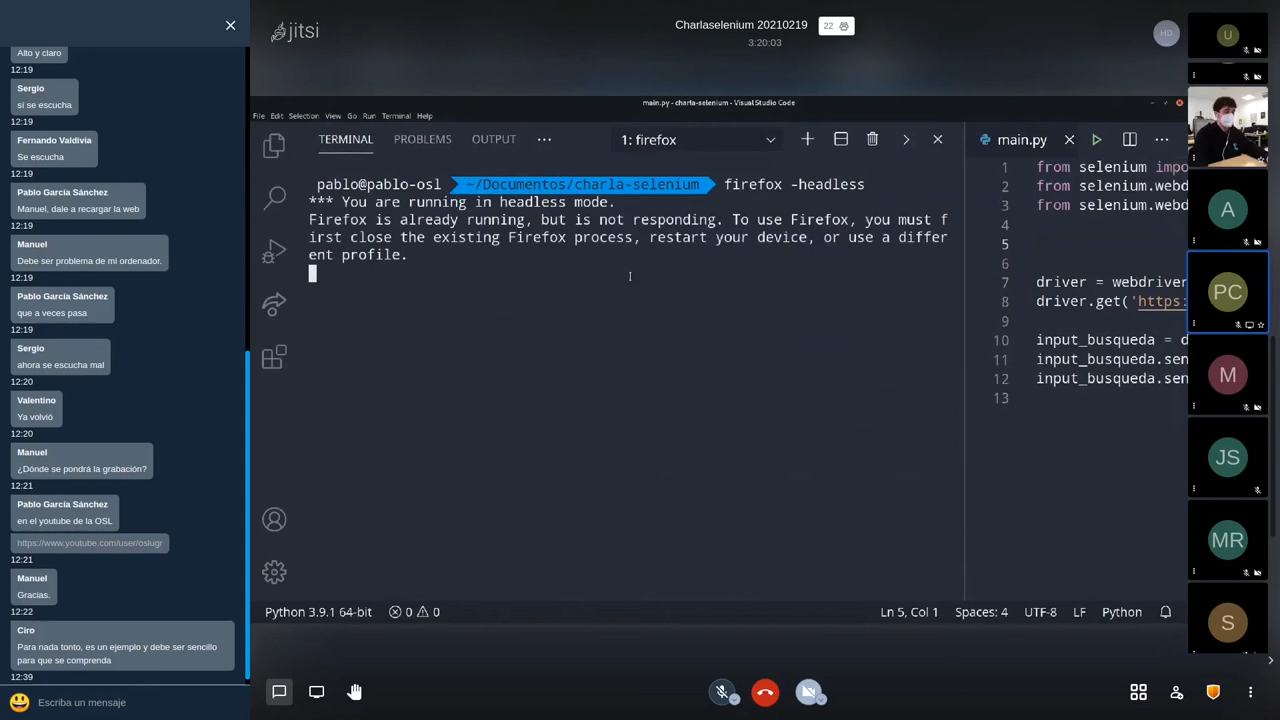 Alto y claro
12:19
Sergio
sí se escucha
12:19
Fernando Valdivia
Se escucha
12:19
Pablo García Sánchez
Manuel, dale a recargar la web
12:19
Manuel
Debe ser problema de mi ordenador.
12:19
Pablo García Sánchez
que a veces pasa
12:19
Sergio
ahora se escucha mal
12:20
Valentino
Ya volvió
12:20
Manuel
¿Dónde se pondrá la grabación?
12:21
Pablo García Sánchez
en el youtube de la OSL
https://www.youtube.com/user/oslugr
12:21
Manuel
Gracias.
12:22
Ciro
Para nada tonto, es un ejemplo y debe ser sencillo
para que se comprenda
12:39
Escriba un mensaje
jitsi
Charlaselenium 20210219
22
3:20:03
HD
main.py - charla-selenium - Visual Studio Code
File Edit Selection View Go Run Terminal Help
TERMINAL PROBLEMS OUTPUT ...
1: firefox
pablo@pablo-osl ~/Documentos/charla-selenium firefox -headless
*** You are running in headless mode.
Firefox is already running, but is not responding. To use Firefox, you must f
irst close the existing Firefox process, restart your device, or use a differ
ent profile.
main.py
1 from selenium impo
2 from selenium.webd
3 from selenium.webd
4
5
6
7 driver = webdriver
8 driver.get('https:
9
10 input_busqueda = d
11 input_busqueda.sen
12 input_busqueda.sen
13
Python 3.9.1 64-bit 0 0
Ln 5, Col 1 Spaces: 4 UTF-8 LF Python
U
A
PC
M
JS
MR
S